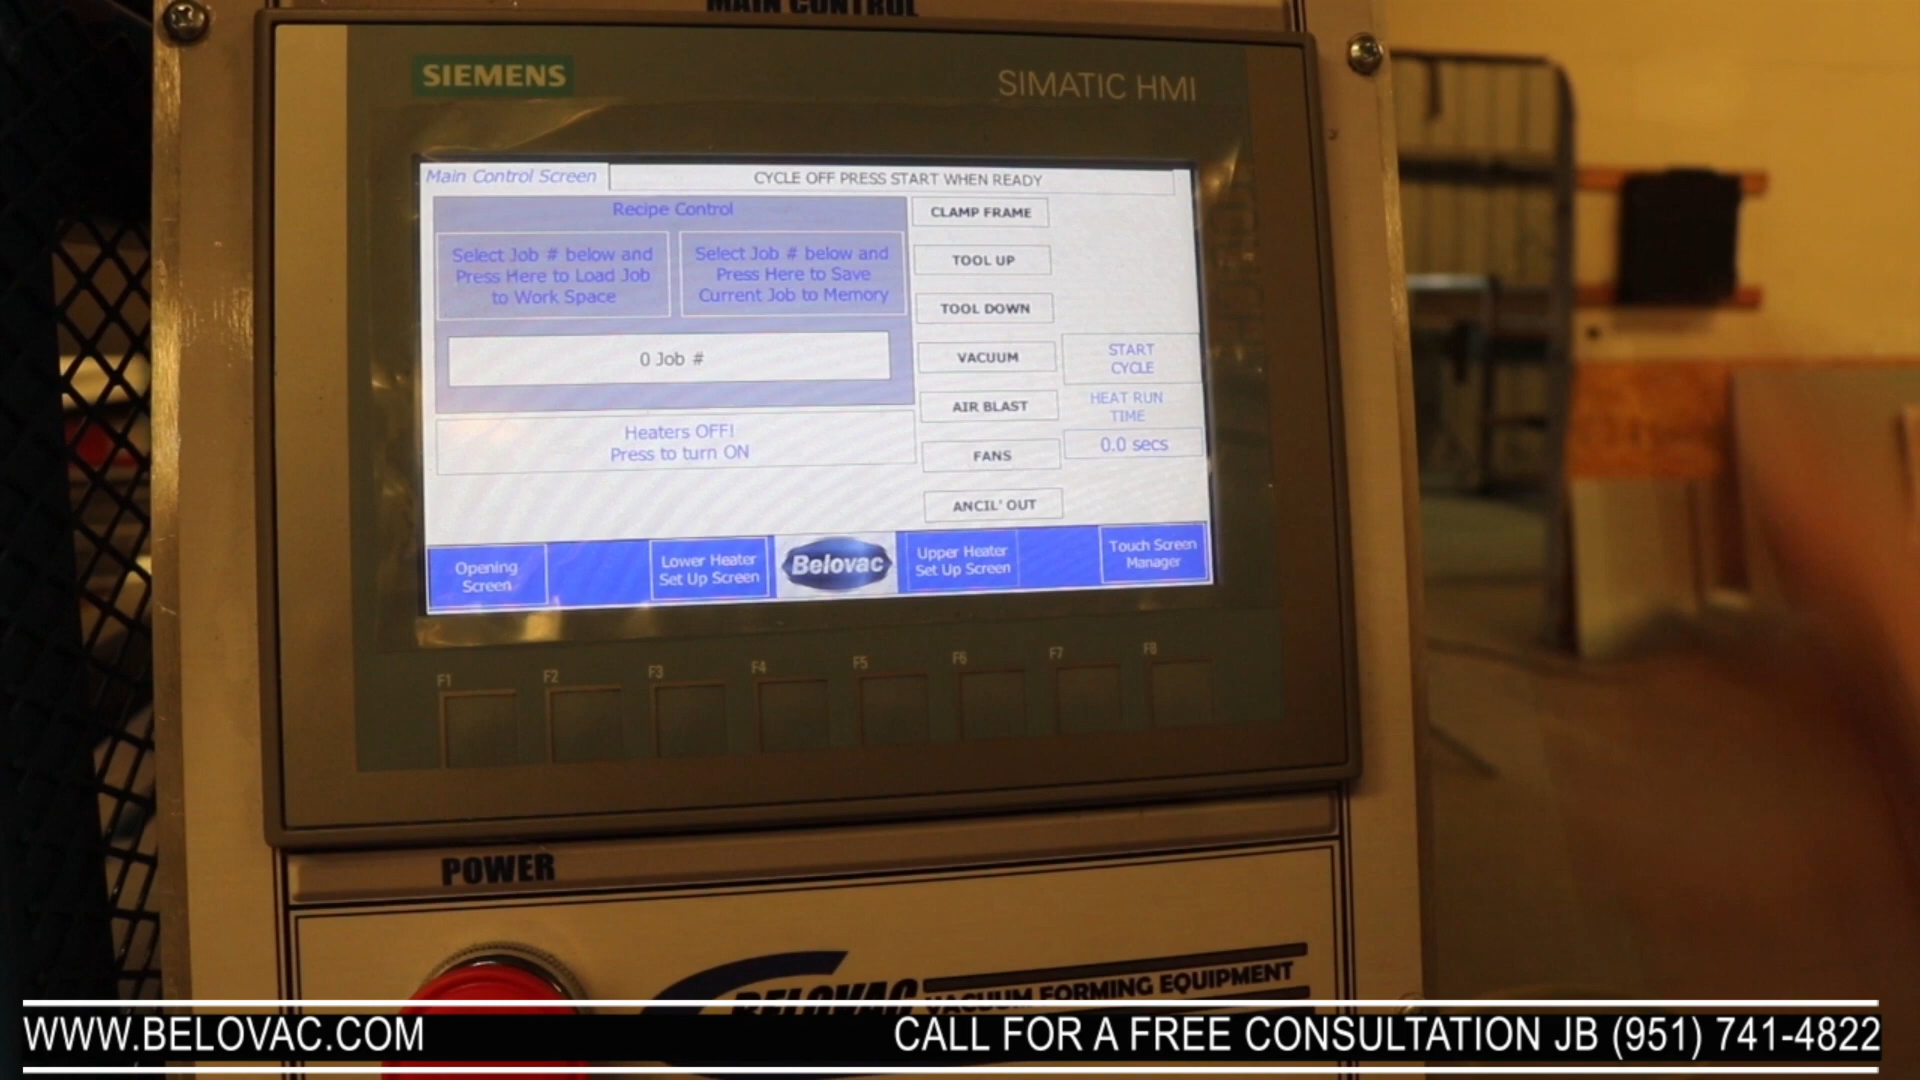 MAIN CONTROL
SIEMENS
SIMATIC HMI
Main Control Screen
CYCLE OFF PRESS START WHEN READY
Recipe Control
Select Job # below and
Press Here to Load Job
to Work Space
Select Job # below and
Press Here to Save
Current Job to Memory
0 Job #
Heaters OFF!
Press to turn ON
CLAMP FRAME
TOOL UP
TOOL DOWN
VACUUM
AIR BLAST
FANS
ANCIL' OUT
START
CYCLE
HEAT RUN
TIME
0.0 secs
Opening
Screen
Lower Heater
Set Up Screen
Belovac
Upper Heater
Set Up Screen
Touch Screen
Manager
F1 F2 F3 F4 F5 F6 F7 F8
POWER
BELOVAC VACUUM FORMING EQUIPMENT
WWW.BELOVAC.COM
CALL FOR A FREE CONSULTATION JB (951) 741-4822